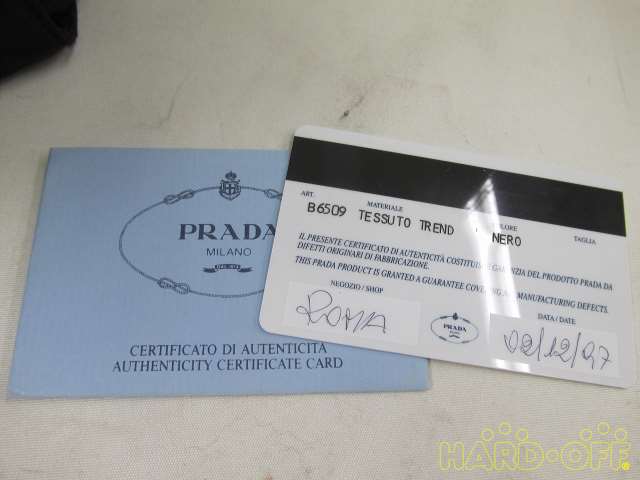 PRADA
MILANO
CERTIFICATO DI AUTENTICITÀ
AUTHENTICITY CERTIFICATE CARD
ART.
MATERIALE
TAGLIA
B6509 TESSUTO TREND NERO
IL PRESENTE CERTIFICATO DI AUTENTICITÀ COSTITUISCE GARANZIA DEL PRODOTTO PRADA DA
DIFETTI ORIGINARI DI FABBRICAZIONE.
THIS PRADA PRODUCT IS GRANTED A GUARANTEE COVERING MANUFACTURING DEFECTS.
NEGOZIO / SHOP
DATA / DATE
ROMA
PRADA
02/12/97
HARD-OFF